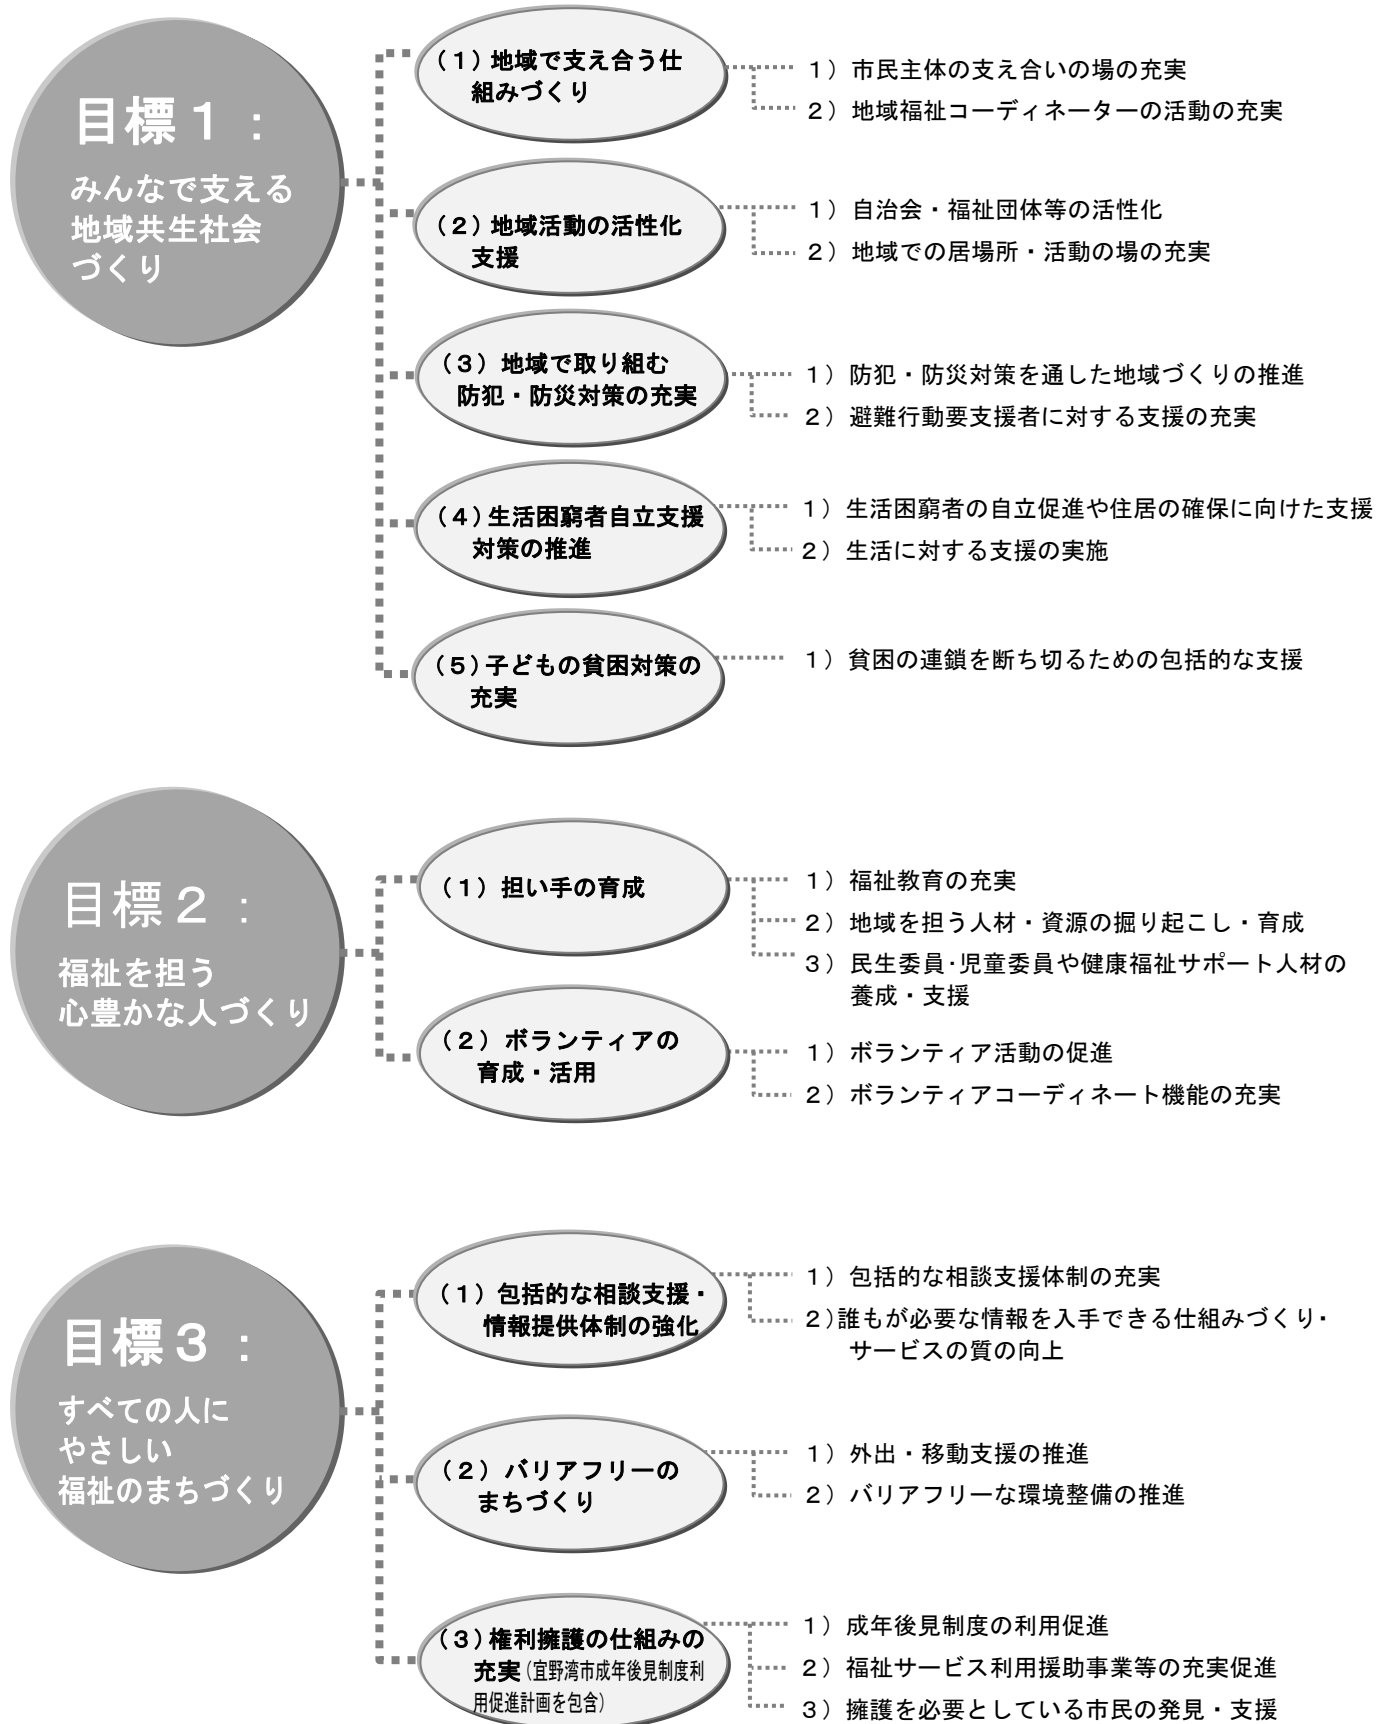 目標１：
みんなで支える
地域共生社会
づくり
（１）地域で支え合う仕
組みづくり
１）市民主体の支え合いの場の充実
２）地域福祉コーディネーターの活動の充実
（２）地域活動の活性化
支援
１）自治会・福祉団体等の活性化
２）地域での居場所・活動の場の充実
（３）地域で取り組む
防犯・防災対策の充実
１）防犯・防災対策を通した地域づくりの推進
２）避難行動要支援者に対する支援の充実
（４）生活困窮者自立支援
対策の推進
１）生活困窮者の自立促進や住居の確保に向けた支援
２）生活に対する支援の実施
（５）子どもの貧困対策の
充実
１）貧困の連鎖を断ち切るための包括的な支援
目標２：
福祉を担う
心豊かな人づくり
（１）担い手の育成
１）福祉教育の充実
２）地域を担う人材・資源の掘り起こし・育成
３）民生委員･児童委員や健康福祉サポート人材の
養成・支援
（２）ボランティアの
育成・活用
１）ボランティア活動の促進
２）ボランティアコーディネート機能の充実
目標３：
すべての人に
やさしい
福祉のまちづくり
（１）包括的な相談支援・
情報提供体制の強化
１）包括的な相談支援体制の充実
２）誰もが必要な情報を入手できる仕組みづくり・
サービスの質の向上
（２）バリアフリーの
まちづくり
１）外出・移動支援の推進
２）バリアフリーな環境整備の推進
（３）権利擁護の仕組みの
充実（宜野湾市成年後見制度利
用促進計画を包含）
１）成年後見制度の利用促進
２）福祉サービス利用援助事業等の充実促進
３）擁護を必要としている市民の発見・支援